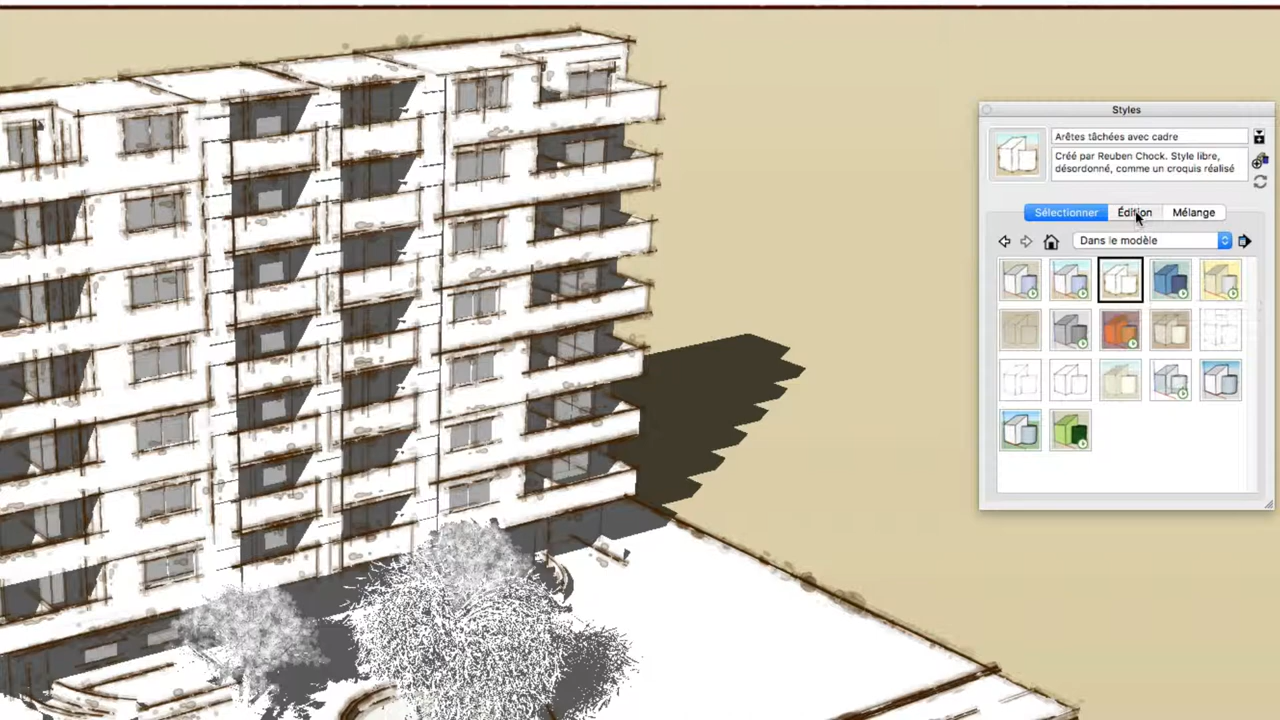 Styles
Arêtes tâchées avec cadre
Créé par Reuben Chock. Style libre,
désordonné, comme un croquis réalisé
Sélectionner Édition Mélange
Dans le modèle